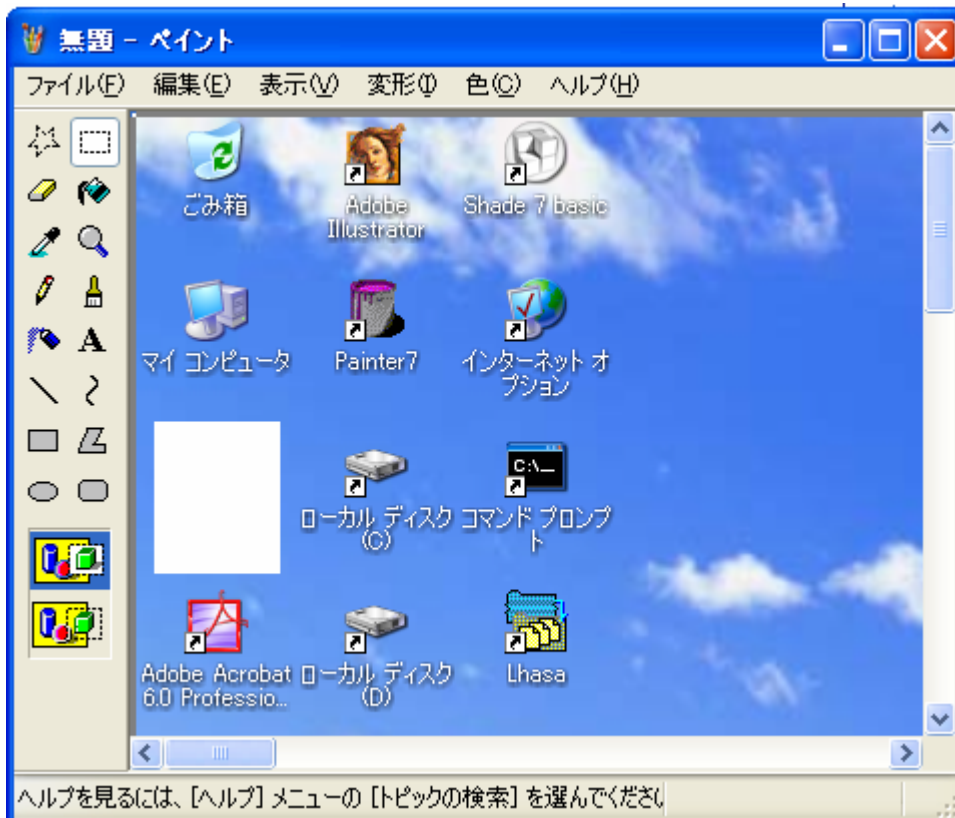 無題 - ペイント
ファイル(F) 編集(E) 表示(V) 変形(I) 色(C) ヘルプ(H)
ごみ箱
Adobe
Illustrator
Shade 7 basic
マイ コンピュータ
Painter7
インターネット オ
プション
ローカル ディスク
(C)
コマンド プロンプ
ト
C:\_
Adobe Acrobat
6.0 Professio...
ローカル ディスク
(D)
Lhasa
ヘルプを見るには、[ヘルプ] メニューの [トピックの検索] を選んでください